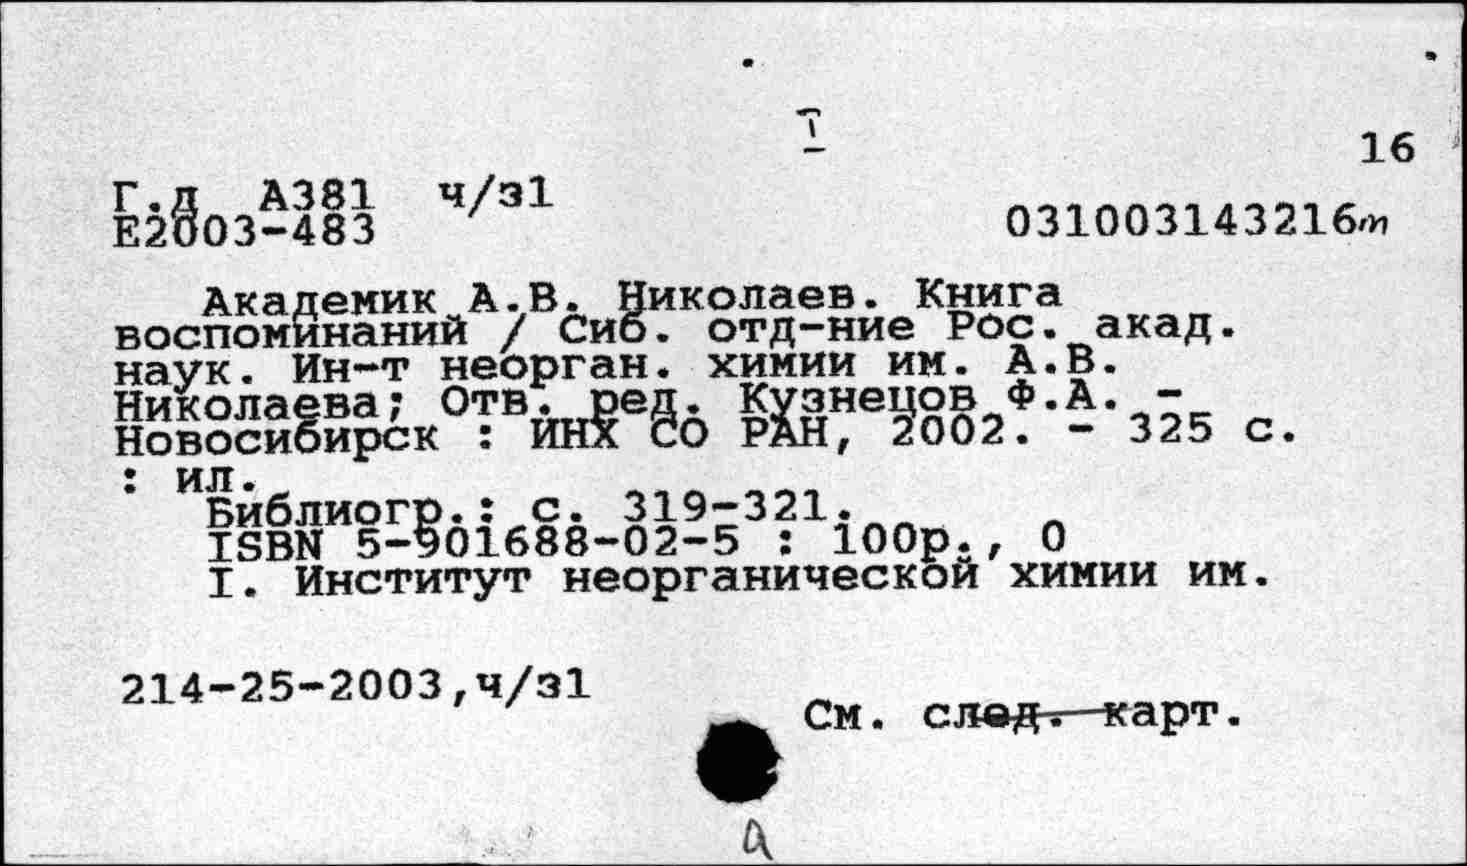 16
Г.д А381 ч/з1
Е2003-483
031003143216m
Академик А.В. Николаев. Книга
воспоминаний / Сиб. отд-ние Рос. акад.
наук. Ин-т неорган. химии им. А.В.
Николаева; Отв. ред. Кузнецов Ф.А. -
Новосибирск : ИНХ СО РАН, 2002. - 325 с.
: ил.
Библиогр.: с. 319-321.
ISBN 5-901688-02-5 : 100р., 0
I. Институт неорганической химии им.
214-25-2003,ч/з1
См. след. карт.
a